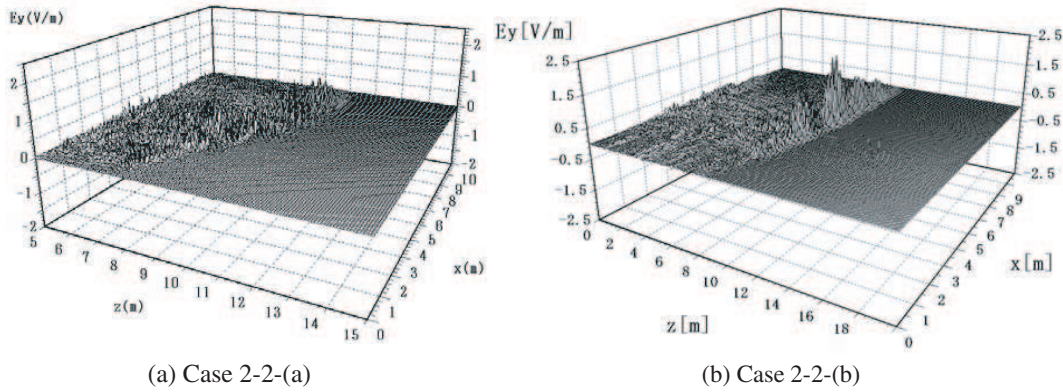 Ey(V/m)
2
1
0
-1
-2
2
1
0
-1
-2
5 6 7 8 9 10 11 12 13 14 15
z(m)
0 1 2 3 4 5 6 7 8 9 10
x(m)
(a) Case 2-2-(a)
Ey[V/m]
2.5
1.5
0.5
-0.5
-1.5
-2.5
2.5
1.5
0.5
-0.5
-1.5
-2.5
0 2 4 6 8 10 12 14 16 18
z[m]
0 1 2 3 4 5 6 7 8 9
x[m]
(b) Case 2-2-(b)